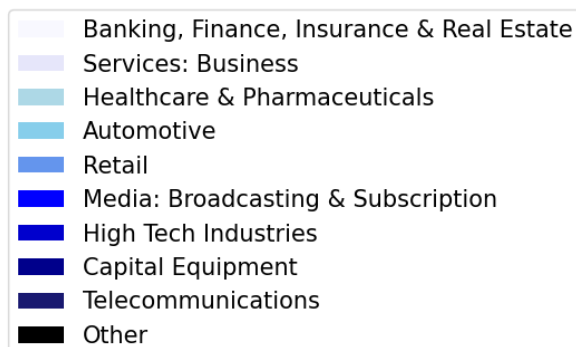 Banking, Finance, Insurance & Real Estate
Services: Business
Healthcare & Pharmaceuticals
Automotive
Retail
Media: Broadcasting & Subscription
High Tech Industries
Capital Equipment
Telecommunications
Other